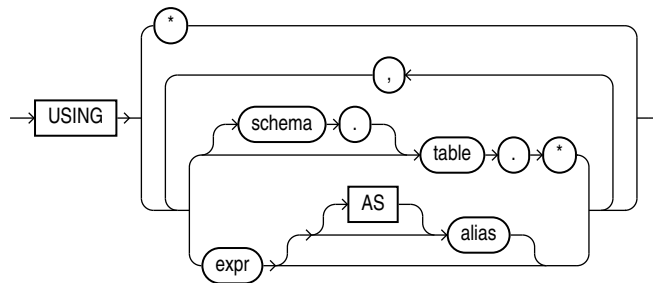 *
,
USING
schema .
table . *
AS
alias
expr